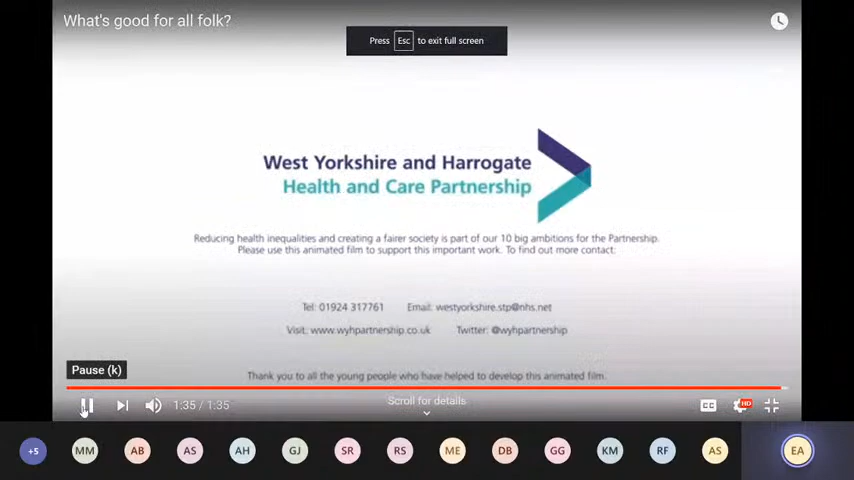 What's good for all folk?
Press Esc to exit full screen
West Yorkshire and Harrogate
Health and Care Partnership
Reducing health inequalities and creating a fairer society is part of our 10 big ambitions for the Partnership.
Please use this animated film to support this important work. To find out more contact:
Tel: 01924 317761 Email: westyorkshire.stp@nhs.net
Visit: www.wyhpartnership.co.uk Twitter: @wyhpartnership
Pause (k)
Thank you to all the young people who have helped to develop this animated film.
1:35 / 1:35
Scroll for details
CC
HD
+5 MM AB AS AH GJ SR RS ME DB GG KM RF AS EA